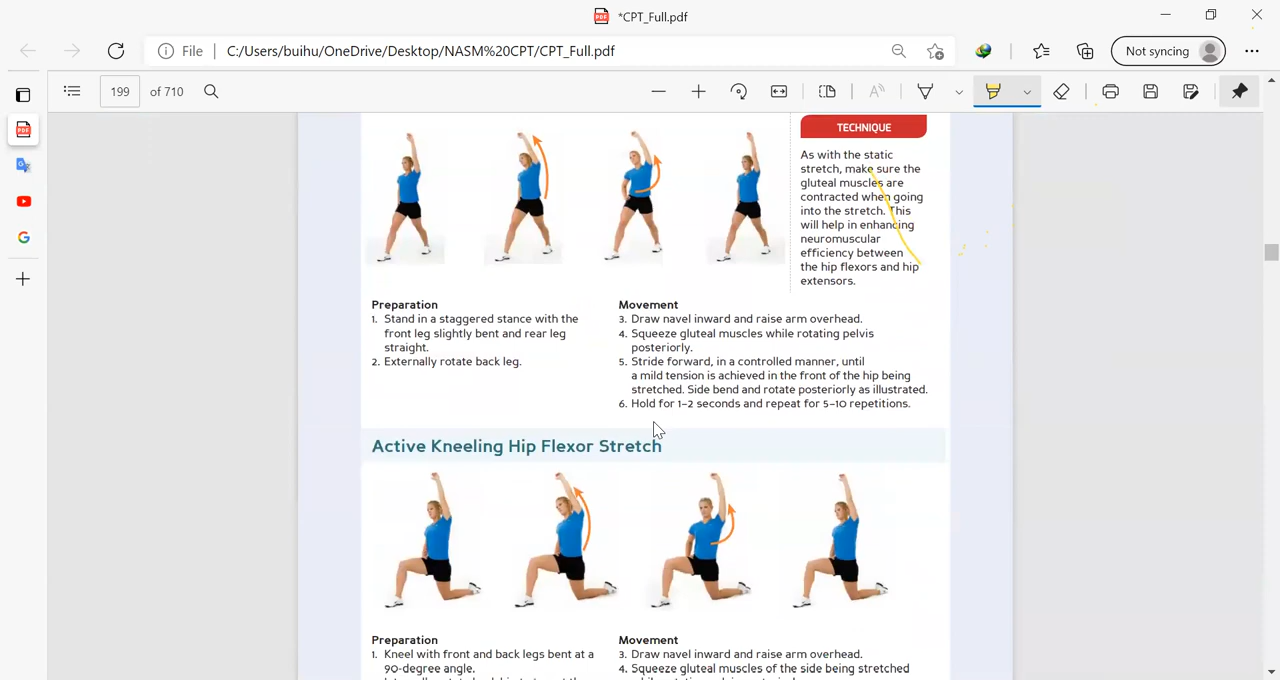 *CPT_Full.pdf
File
C:/Users/buihu/OneDrive/Desktop/NASM%20CPT/CPT_Full.pdf
Not syncing
199 of 710
TECHNIQUE
As with the static
stretch, make sure the
gluteal muscles are
contracted when going
into the stretch. This
will help in enhancing
neuromuscular
efficiency between
the hip flexors and hip
extensors.
Preparation
1. Stand in a staggered stance with the
front leg slightly bent and rear leg
straight.
2. Externally rotate back leg.
Movement
3. Draw navel inward and raise arm overhead.
4. Squeeze gluteal muscles while rotating pelvis
posteriorly.
5. Stride forward, in a controlled manner, until
a mild tension is achieved in the front of the hip being
stretched. Side bend and rotate posteriorly as illustrated.
6. Hold for 1–2 seconds and repeat for 5–10 repetitions.
Active Kneeling Hip Flexor Stretch
Preparation
1. Kneel with front and back legs bent at a
90-degree angle.
Movement
3. Draw navel inward and raise arm overhead.
4. Squeeze gluteal muscles of the side being stretched